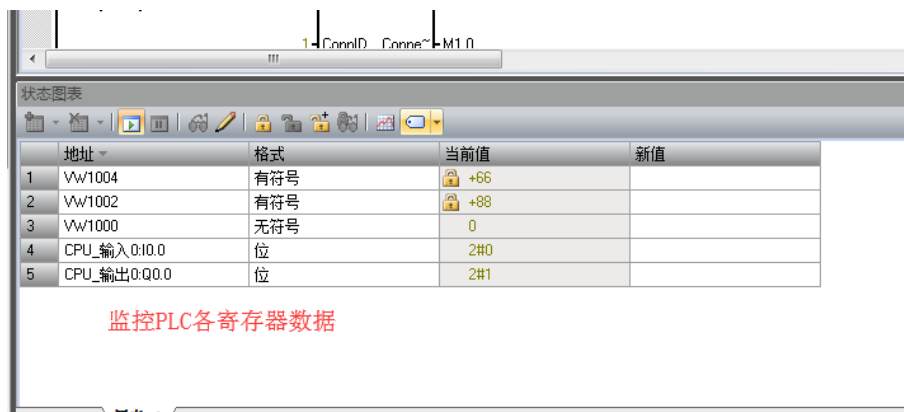 1 ConnID Conne~ M1.0
状态图表
地址 格式 当前值 新值
1 VW1004 有符号 +66
2 VW1002 有符号 +88
3 VW1000 无符号 0
4 CPU_输入0:I0.0 位 2#0
5 CPU_输出0:Q0.0 位 2#1
监控PLC各寄存器数据